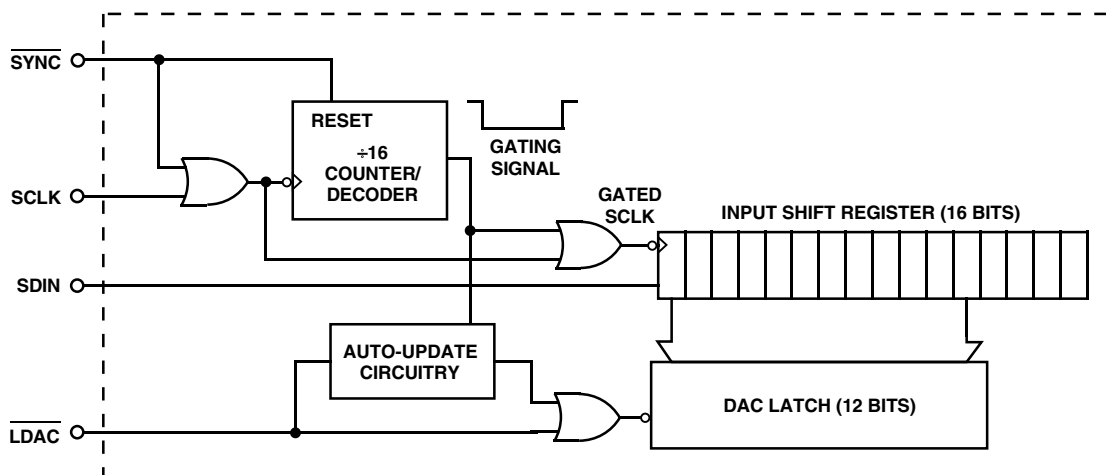 SYNC
RESET
÷16
COUNTER/
DECODER
GATING
SIGNAL
SCLK
GATED
SCLK
INPUT SHIFT REGISTER (16 BITS)
SDIN
AUTO-UPDATE
CIRCUITRY
DAC LATCH (12 BITS)
LDAC